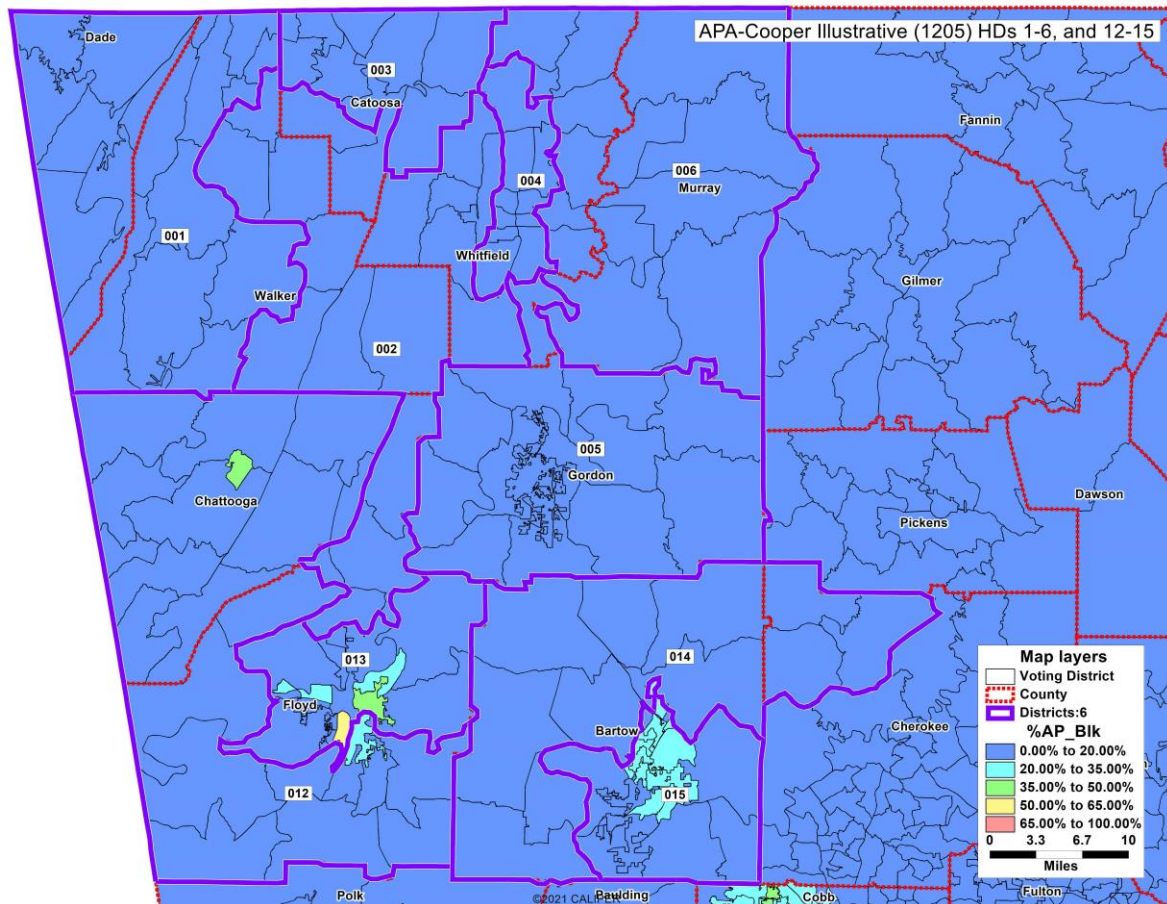 APA-Cooper Illustrative (1205) HDs 1-6, and 12-15
Dade
003
Catoosa
Fannin
004
006
Murray
001
Whitfield
Gilmer
Walker
002
005
Gordon
Chattooga
Dawson
Pickens
013
014
Floyd
Bartow
Cherokee
012
015
Polk
Paulding
Cobb
Fulton
©2021 CALIPER
Map layers
Voting District
County
Districts:6
%AP_Blk
0.00% to 20.00%
20.00% to 35.00%
35.00% to 50.00%
50.00% to 65.00%
65.00% to 100.00%
0 3.3 6.7 10
Miles